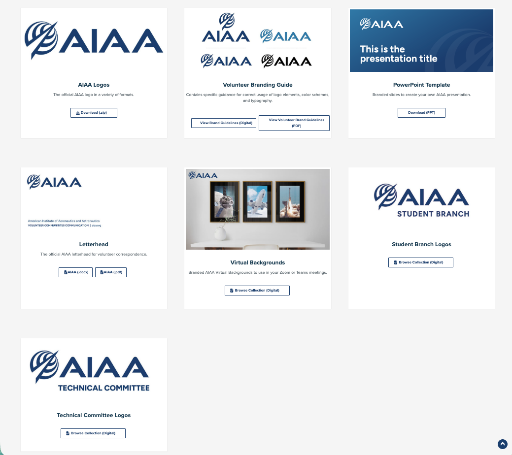 AIAA
AIAA Logos
The official AIAA logo in a variety of formats.
Download (.zip)
AIAA
AIAA
AIAA
AIAA
Volunteer Branding Guide
Contains specific guidance for correct usage of logo elements, color schemes
and typography.
View Brand Guidelines (Digital)
View Volunteer Brand Guidelines
(PDF)
AIAA
This is the
presentation title
PowerPoint Template
Branded slides to create your own AIAA presentation.
Download (PPT)
AIAA
Letterhead
The official AIAA letterhead for volunteer correspondence.
AIAA
Virtual Backgrounds
Branded AIAA Virtual Backgrounds to use in your Zoom or Teams meetings.
Browse Collection (Digital)
AIAA
STUDENT BRANCH
Student Branch Logos
Browse Collection (Digital)
AIAA
TECHNICAL COMMITTEE
Technical Committee Logos
Browse Collection (Digital)